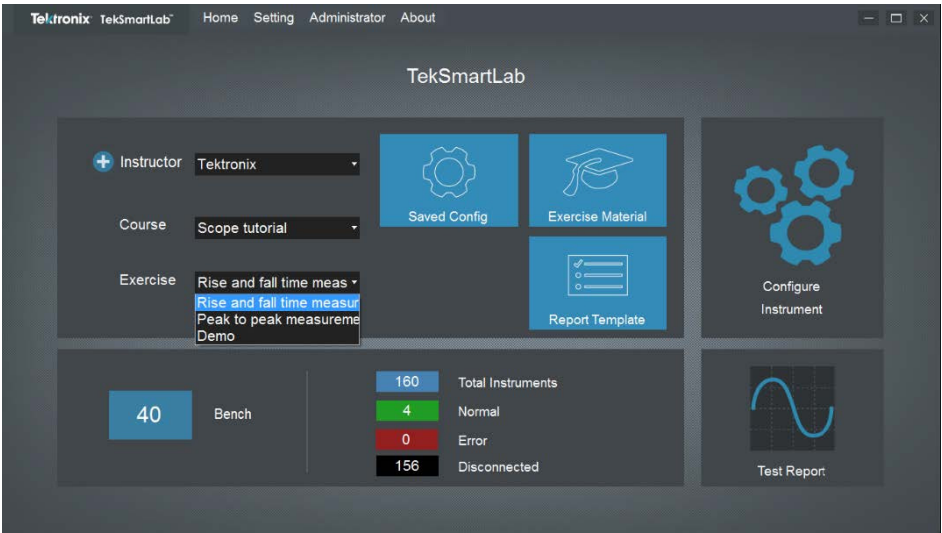 Tektronix TekSmartLab™ Home Setting Administrator About
TekSmartLab
Instructor Tektronix
Course Scope tutorial
Exercise Rise and fall time meas
Rise and fall time measur
Peak to peak measureme
Demo
Saved Config
Exercise Material
Report Template
Configure
Instrument
40 Bench
160 Total Instruments
4 Normal
0 Error
156 Disconnected
Test Report